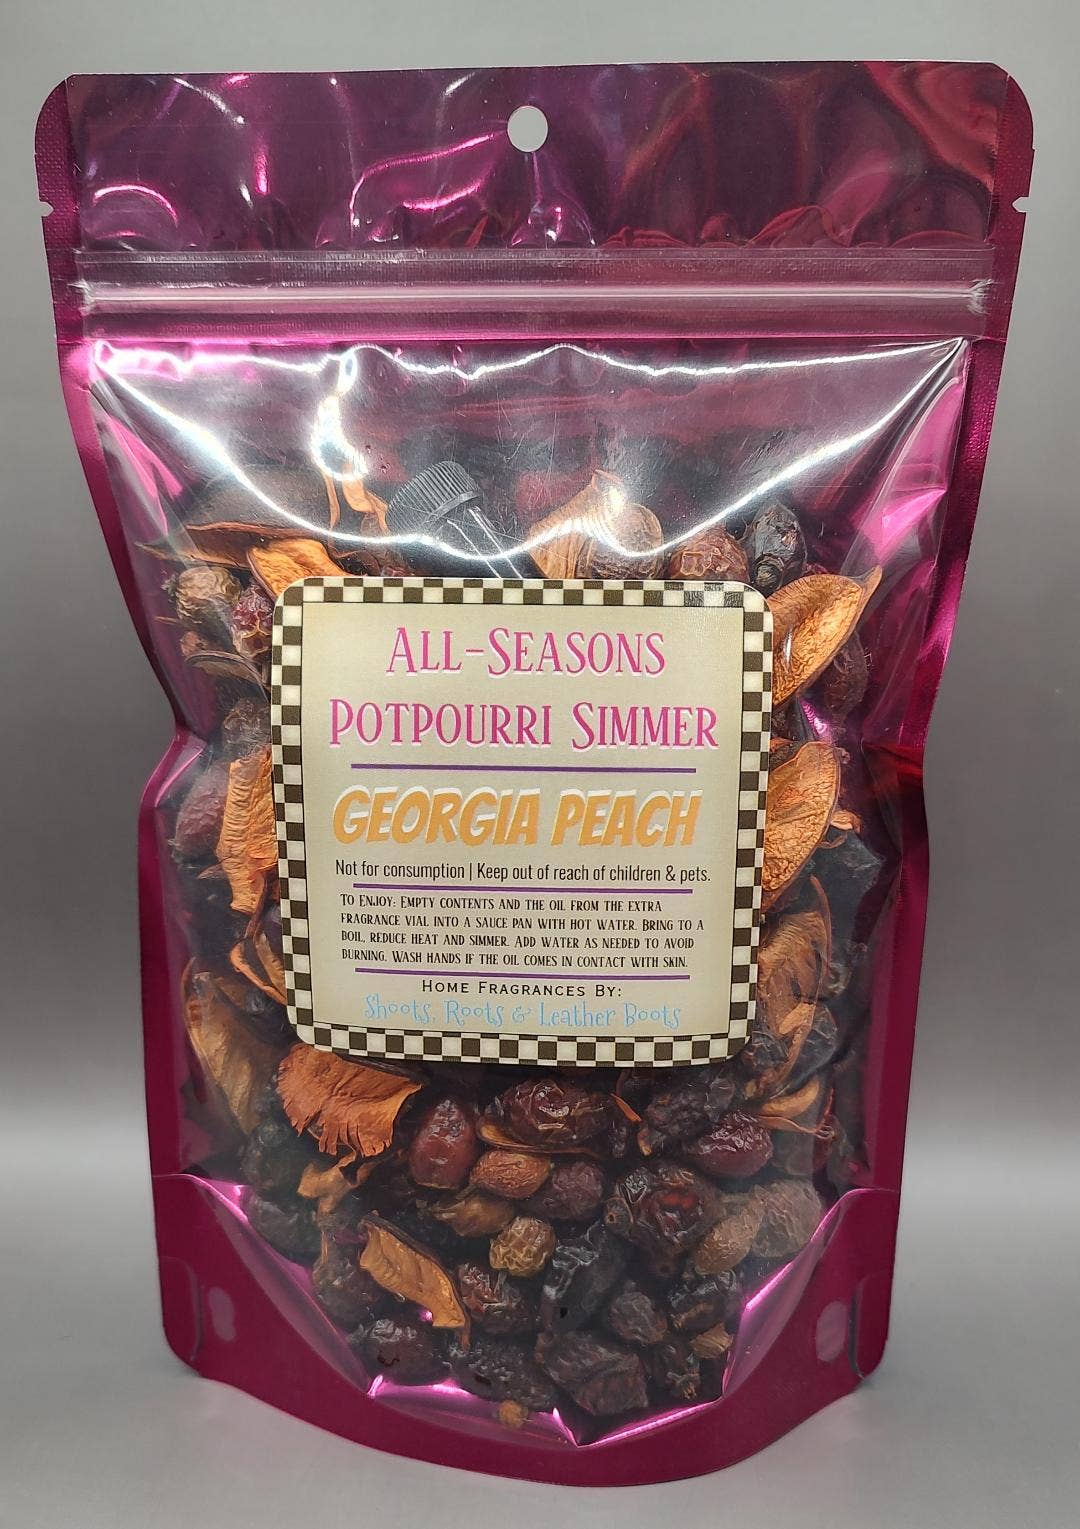 All-Seasons
Potpourri Simmer
GEORGIA PEACH
Not for consumption | Keep out of reach of children & pets.
To Enjoy: Empty contents and the oil from the extra
fragrance vial into a sauce pan with hot water. Bring to a
boil, reduce heat and simmer. Add water as needed to avoid
burning. Wash hands if the oil comes in contact with skin.
Home Fragrances By:
Shoots, Roots & Leather Boots